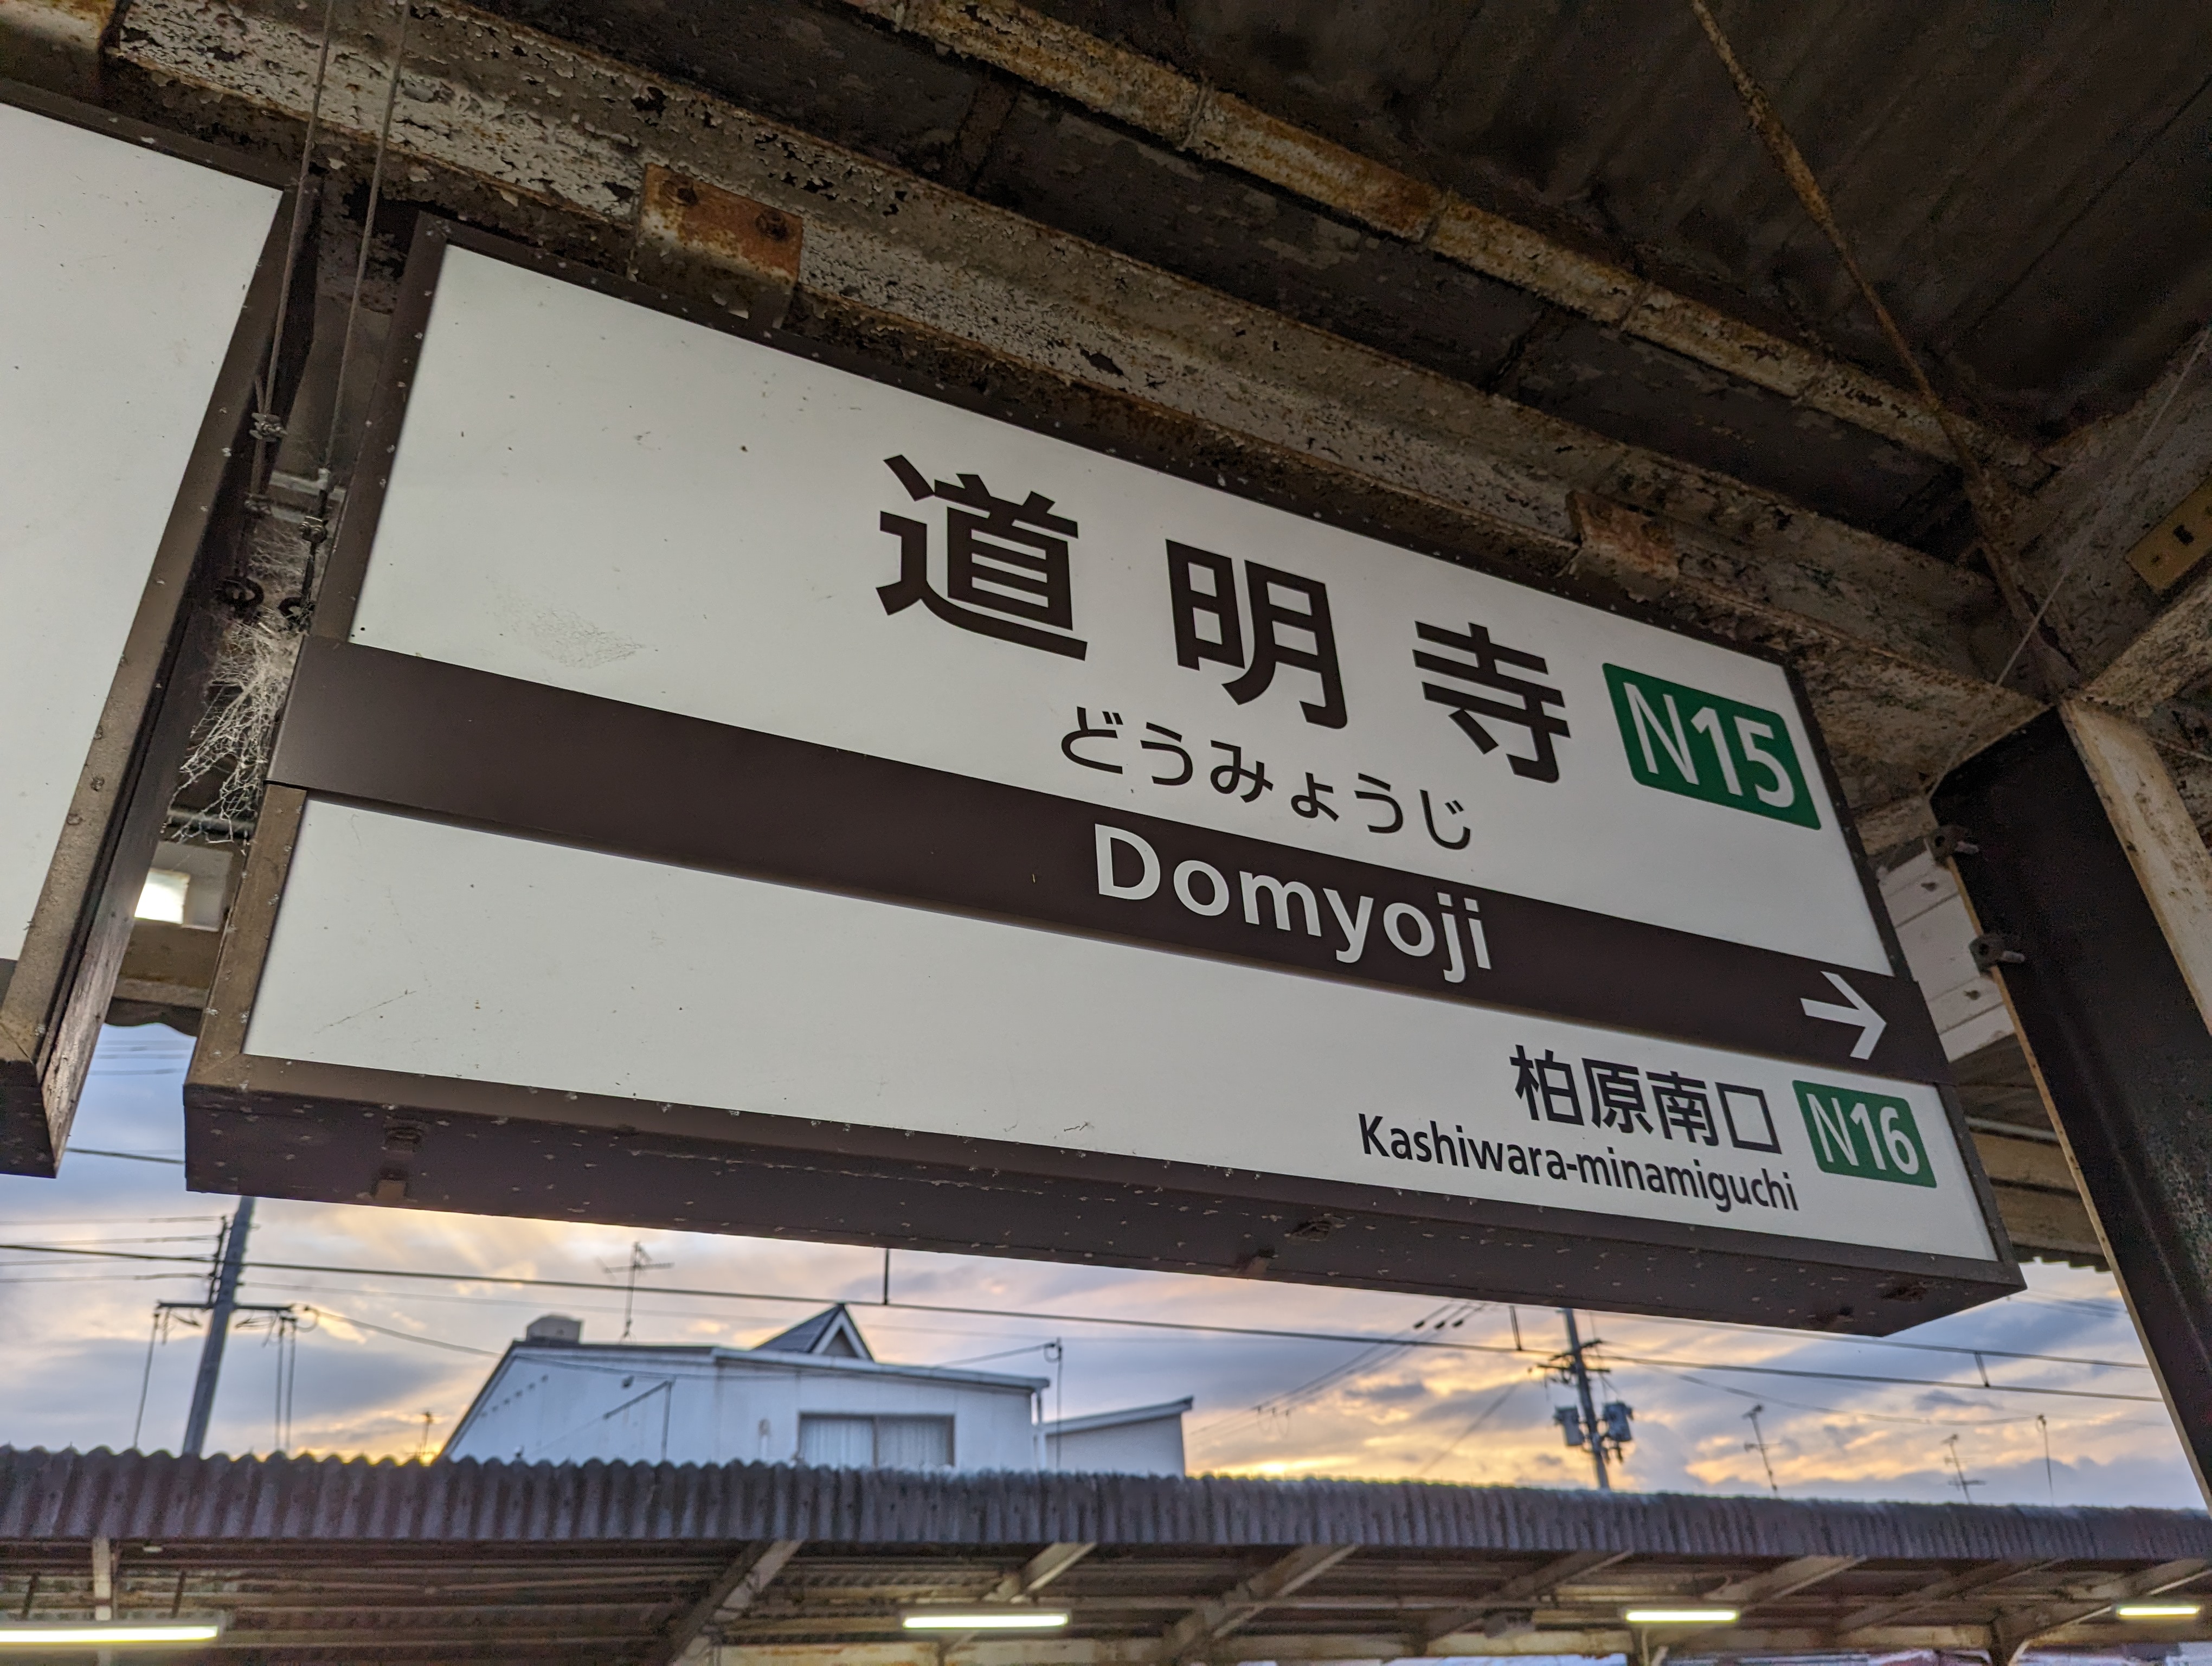 道明寺 N15
どうみょうじ
Domyoji
→
柏原南口 N16
Kashiwara-minamiguchi